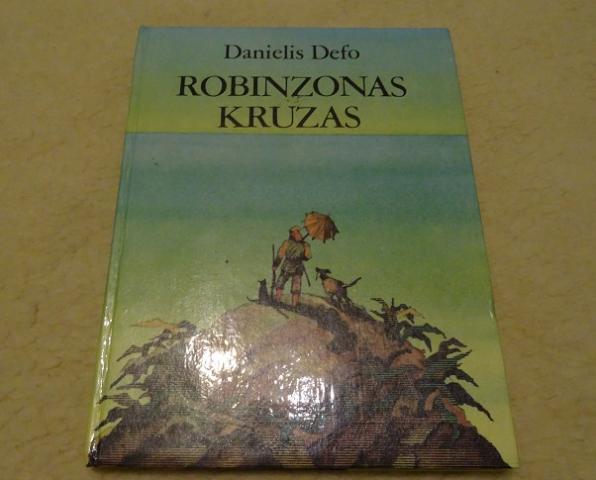 Danielis Defo
ROBINZONAS
KRUZAS